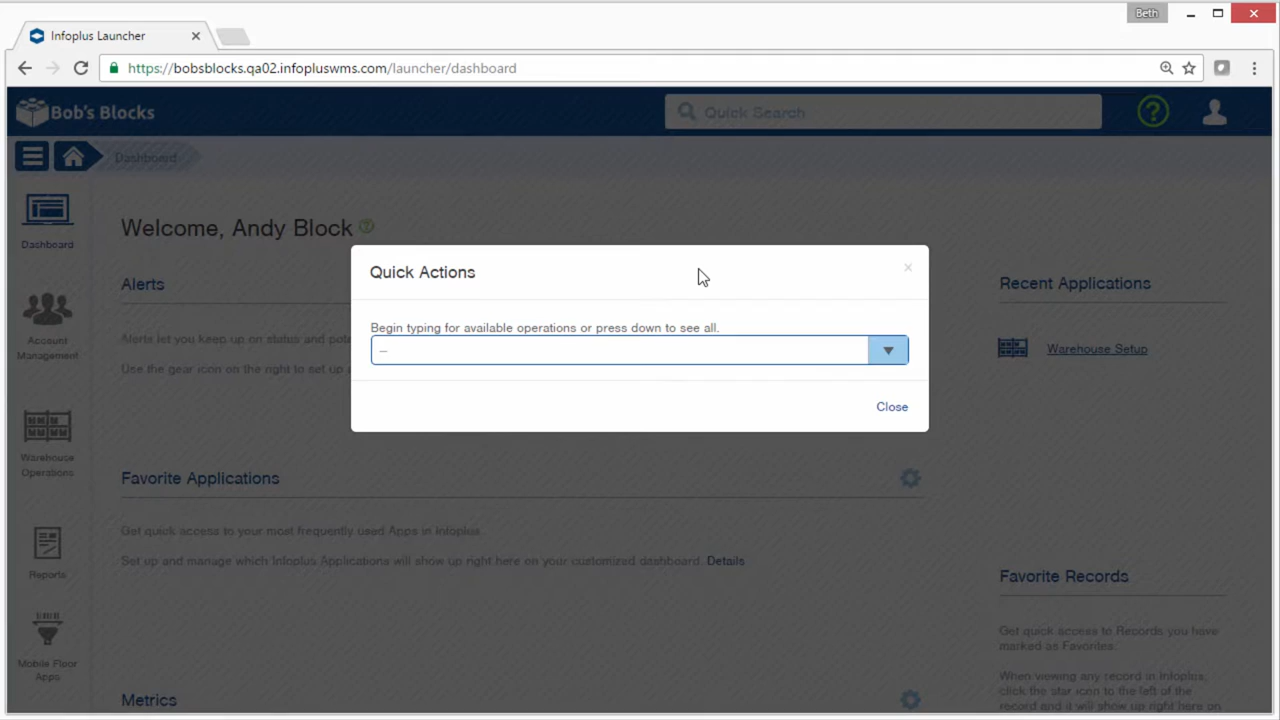 Beth
Infoplus Launcher
https://bobsblocks.qa02.infopluswms.com/launcher/dashboard
Bob's Blocks
Quick Search
?
Dashboard
Dashboard
Account
Management
Warehouse
Operations
Reports
Mobile Floor
Apps
Welcome, Andy Block ?
Alerts
Alerts let you keep up on status and pote
Use the gear icon on the right to set up a
Quick Actions
×
Begin typing for available operations or press down to see all.
–
Close
Favorite Applications
Get quick access to your most frequently used Apps in Infoplus.
Set up and manage which Infoplus Applications will show up right here on your customized dashboard. Details
Metrics
Recent Applications
Warehouse Setup
Favorite Records
Get quick access to Records you have
marked as Favorites.
When viewing any record in Infoplus,
click the star icon to the left of the
record and it will show up right here on